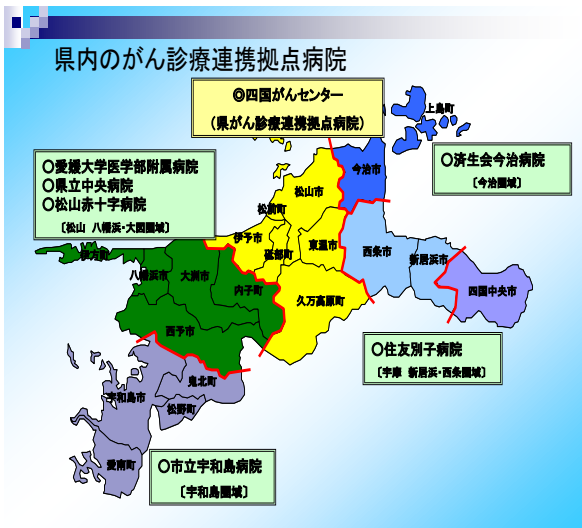 県内のがん診療連携拠点病院
◎四国がんセンター
（県がん診療連携拠点病院）
上島町
〇愛媛大学医学部附属病院
〇県立中央病院
〇松山赤十字病院
〔松山 八幡浜・大図圏域〕
〇済生会今治病院
〔今治圏域〕
今治市
松山市
松前町
伊予市
砥部町
東温市
西条市
新居浜市
四国中央市
伊方町
八幡浜市
大洲市
内子町
久万高原町
西予市
〇住友別子病院
〔宇摩 新居浜・西条圏域〕
鬼北町
宇和島市
松野町
愛南町
〇市立宇和島病院
〔宇和島圏域〕